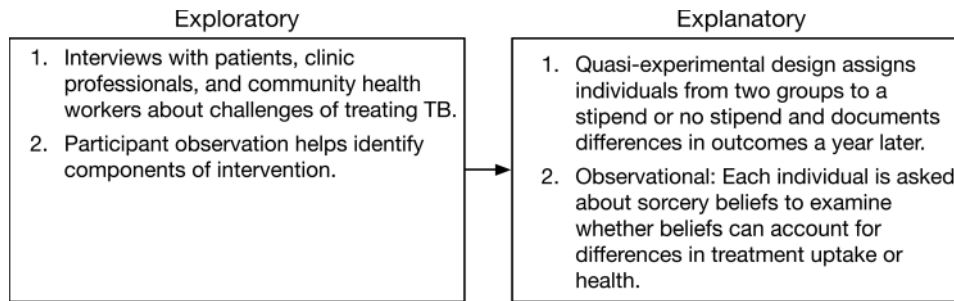 Exploratory
1. Interviews with patients, clinic
professionals, and community health
workers about challenges of treating TB.
2. Participant observation helps identify
components of intervention.
Explanatory
1. Quasi-experimental design assigns
individuals from two groups to a
stipend or no stipend and documents
differences in outcomes a year later.
2. Observational: Each individual is asked
about sorcery beliefs to examine
whether beliefs can account for
differences in treatment uptake or
health.